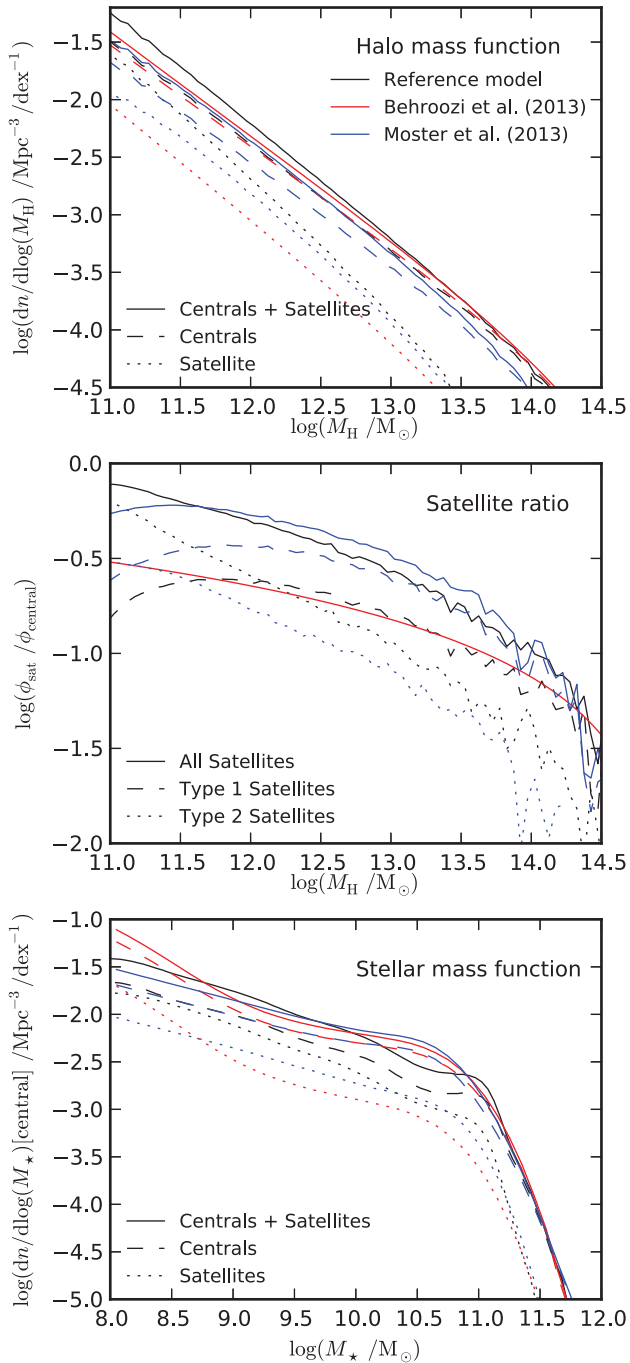 Halo mass function
Reference model
Behroozi et al. (2013)
Moster et al. (2013)
Centrals + Satellites
Centrals
Satellite
log(dn/dlog(M_H) /Mpc⁻³ /dex⁻¹)
−1.5
−2.0
−2.5
−3.0
−3.5
−4.0
−4.5
11.0 11.5 12.0 12.5 13.0 13.5 14.0 14.5
log(M_H /M_⊙)
Satellite ratio
All Satellites
Type 1 Satellites
Type 2 Satellites
log(ϕ_sat /ϕ_central)
0.0
−0.5
−1.0
−1.5
−2.0
11.0 11.5 12.0 12.5 13.0 13.5 14.0 14.5
log(M_H /M_⊙)
Stellar mass function
Centrals + Satellites
Centrals
Satellites
log(dn/dlog(M_⋆)[central] /Mpc⁻³ /dex⁻¹)
−1.0
−1.5
−2.0
−2.5
−3.0
−3.5
−4.0
−4.5
−5.0
8.0 8.5 9.0 9.5 10.0 10.5 11.0 11.5 12.0
log(M_⋆ /M_⊙)